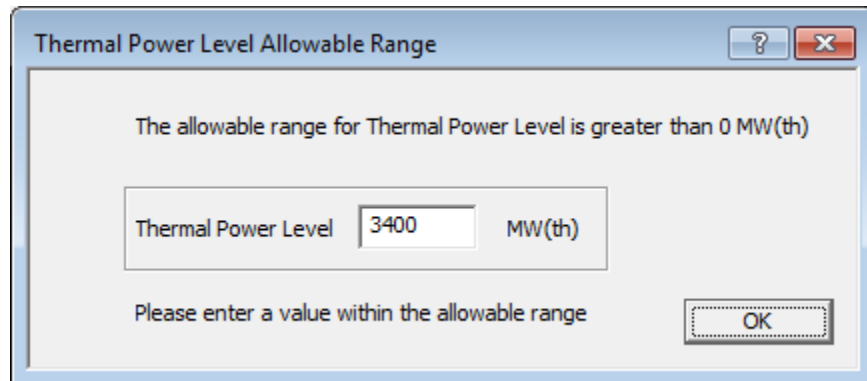 Thermal Power Level Allowable Range
?
The allowable range for Thermal Power Level is greater than 0 MW(th)
Thermal Power Level 3400 MW(th)
Please enter a value within the allowable range
OK